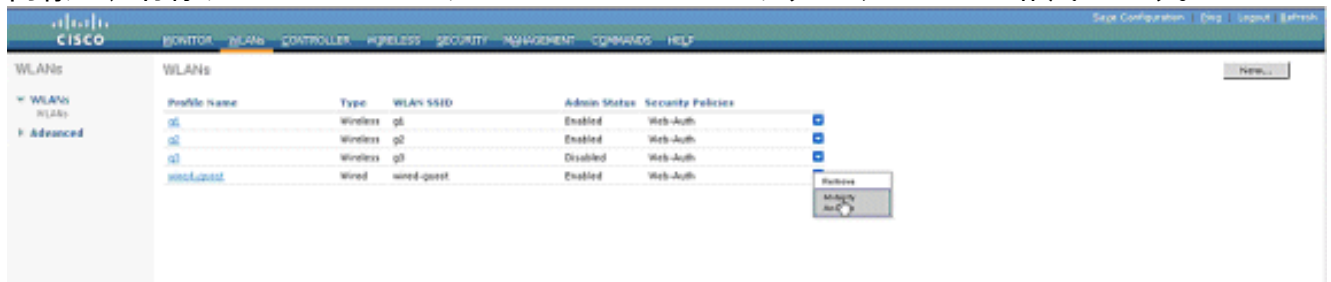 Save Configuration | Ping | Logout | Refresh
CISCO
MONITOR WLANs CONTROLLER WIRELESS SECURITY MANAGEMENT COMMANDS HELP
WLANs
WLANs
New...
WLANs
WLANs
Advanced
Profile Name Type WLAN SSID Admin Status Security Policies
g1 Wireless g1 Enabled Web-Auth
g2 Wireless g2 Enabled Web-Auth
g3 Wireless g3 Disabled Web-Auth
wired-guest Wired wired-guest Enabled Web-Auth
Remove
Mobility